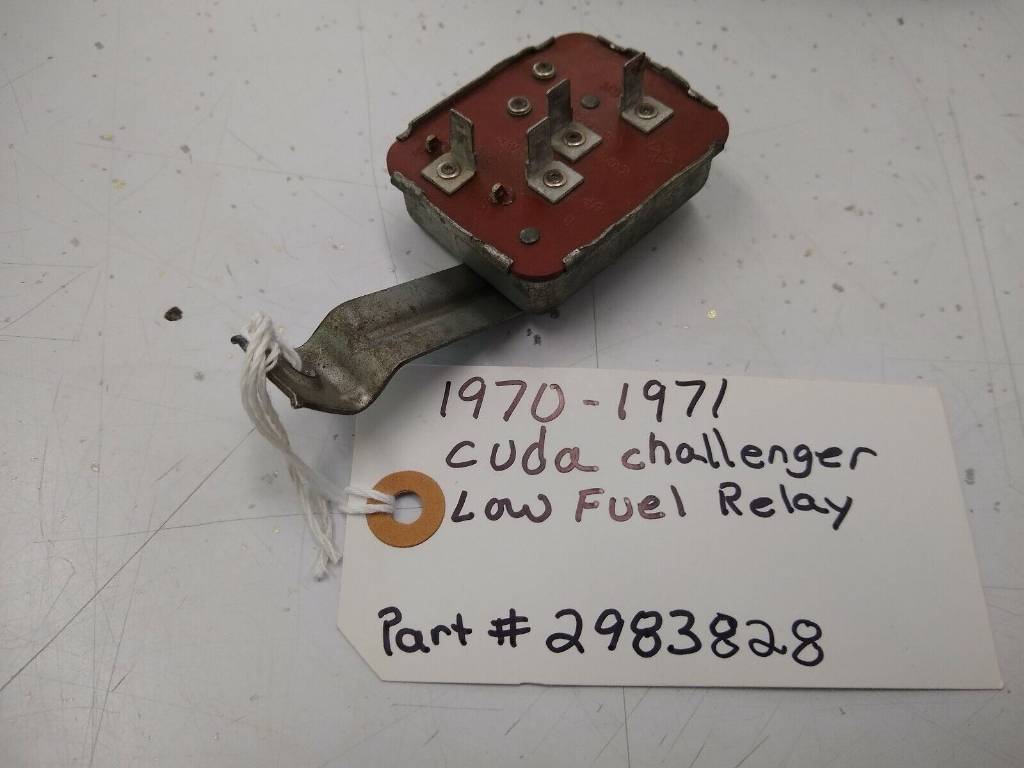 1970-1971
cuda challenger
Low Fuel Relay
Part # 2983828